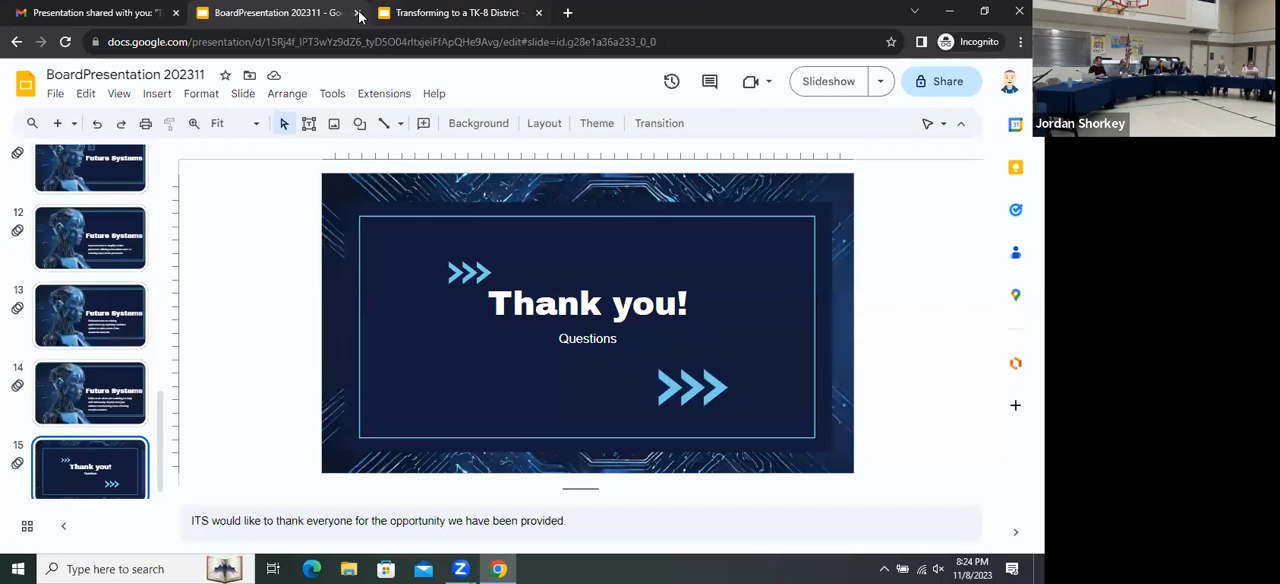 Presentation shared with you: "T
BoardPresentation 202311 - Go
Transforming to a TK-8 District -
docs.google.com/presentation/d/15Rj4f_IPT3wYz9dZ6_tyD5O04rltxjeiFfApQHe9Avg/edit#slide=id.g28e1a36a233_0_0
Incognito
BoardPresentation 202311
File Edit View Insert Format Slide Arrange Tools Extensions Help
Slideshow
Share
Jordan Shorkey
Fit
Background Layout Theme Transition
Future Systems
12
Future Systems
13
Future Systems
14
Future Systems
15
Thank you!
Questions
Thank you!
Questions
ITS would like to thank everyone for the opportunity we have been provided.
Type here to search
8:24 PM
11/8/2023